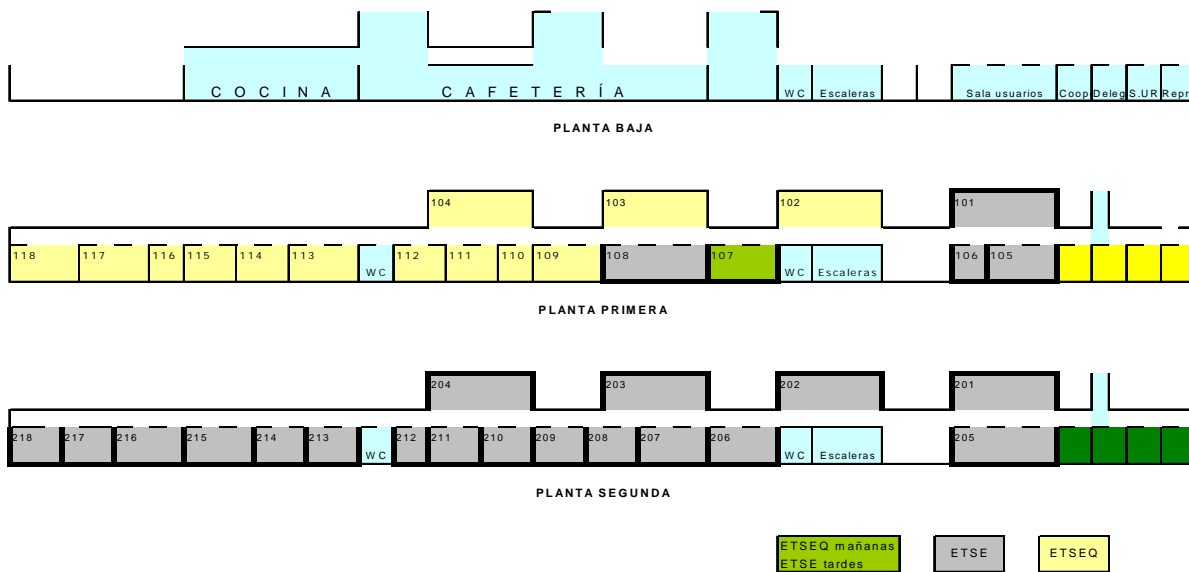 COCINA CAFETERÍA WC Escaleras Sala usuarios Coop Deleg S.UR Repr
PLANTA BAJA
104 103 102 101
118 117 116 115 114 113 WC 112 111 110 109 108 107 WC Escaleras 106 105
PLANTA PRIMERA
204 203 202 201
218 217 216 215 214 213 WC 212 211 210 209 208 207 206 WC Escaleras 205
PLANTA SEGUNDA
ETSEQ mañanas
ETSE tardes
ETSE
ETSEQ